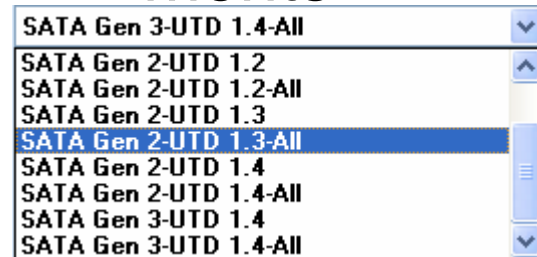 SATA Gen 3-UTD 1.4-All
SATA Gen 2-UTD 1.2
SATA Gen 2-UTD 1.2-All
SATA Gen 2-UTD 1.3
SATA Gen 2-UTD 1.3-All
SATA Gen 2-UTD 1.4
SATA Gen 2-UTD 1.4-All
SATA Gen 3-UTD 1.4
SATA Gen 3-UTD 1.4-All